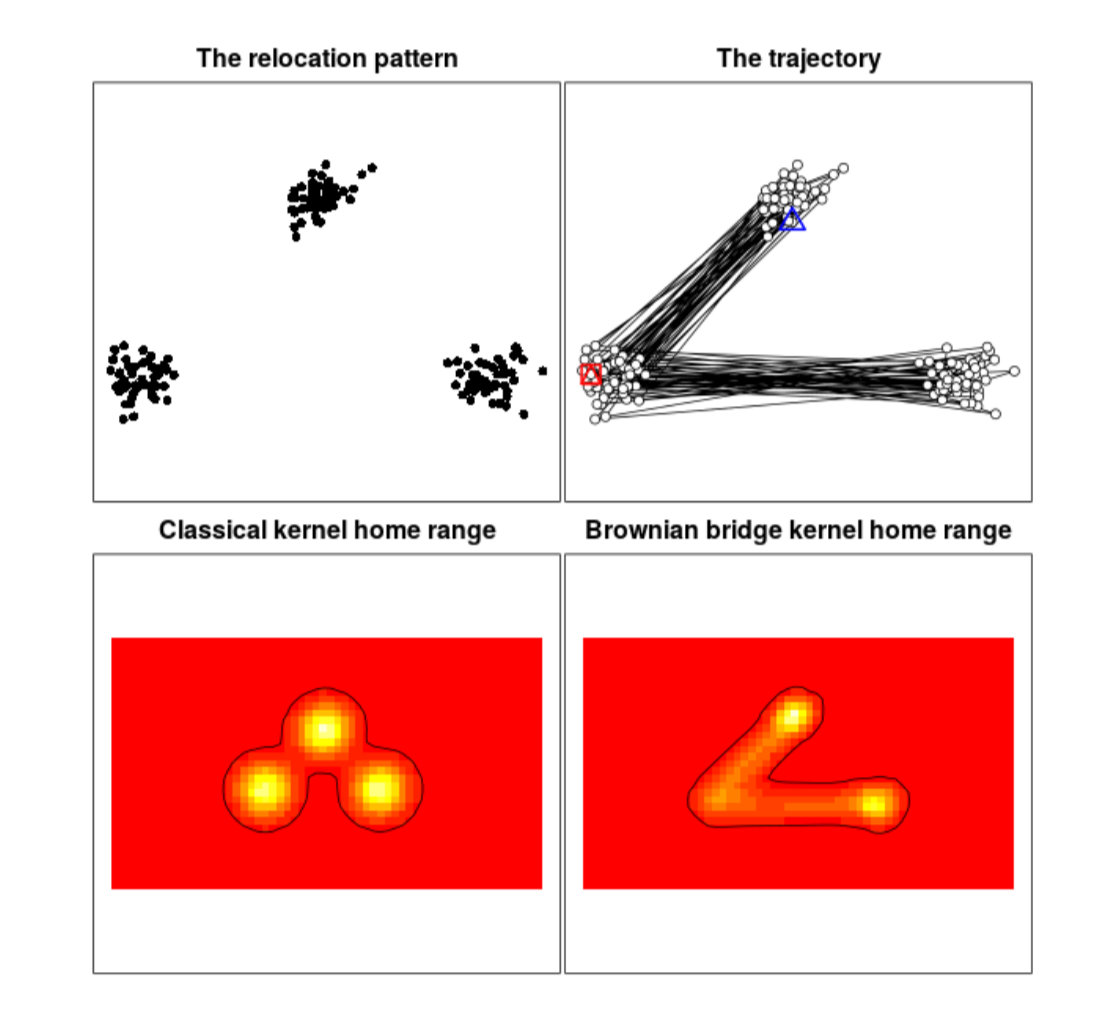 The relocation pattern
The trajectory
Classical kernel home range
Brownian bridge kernel home range